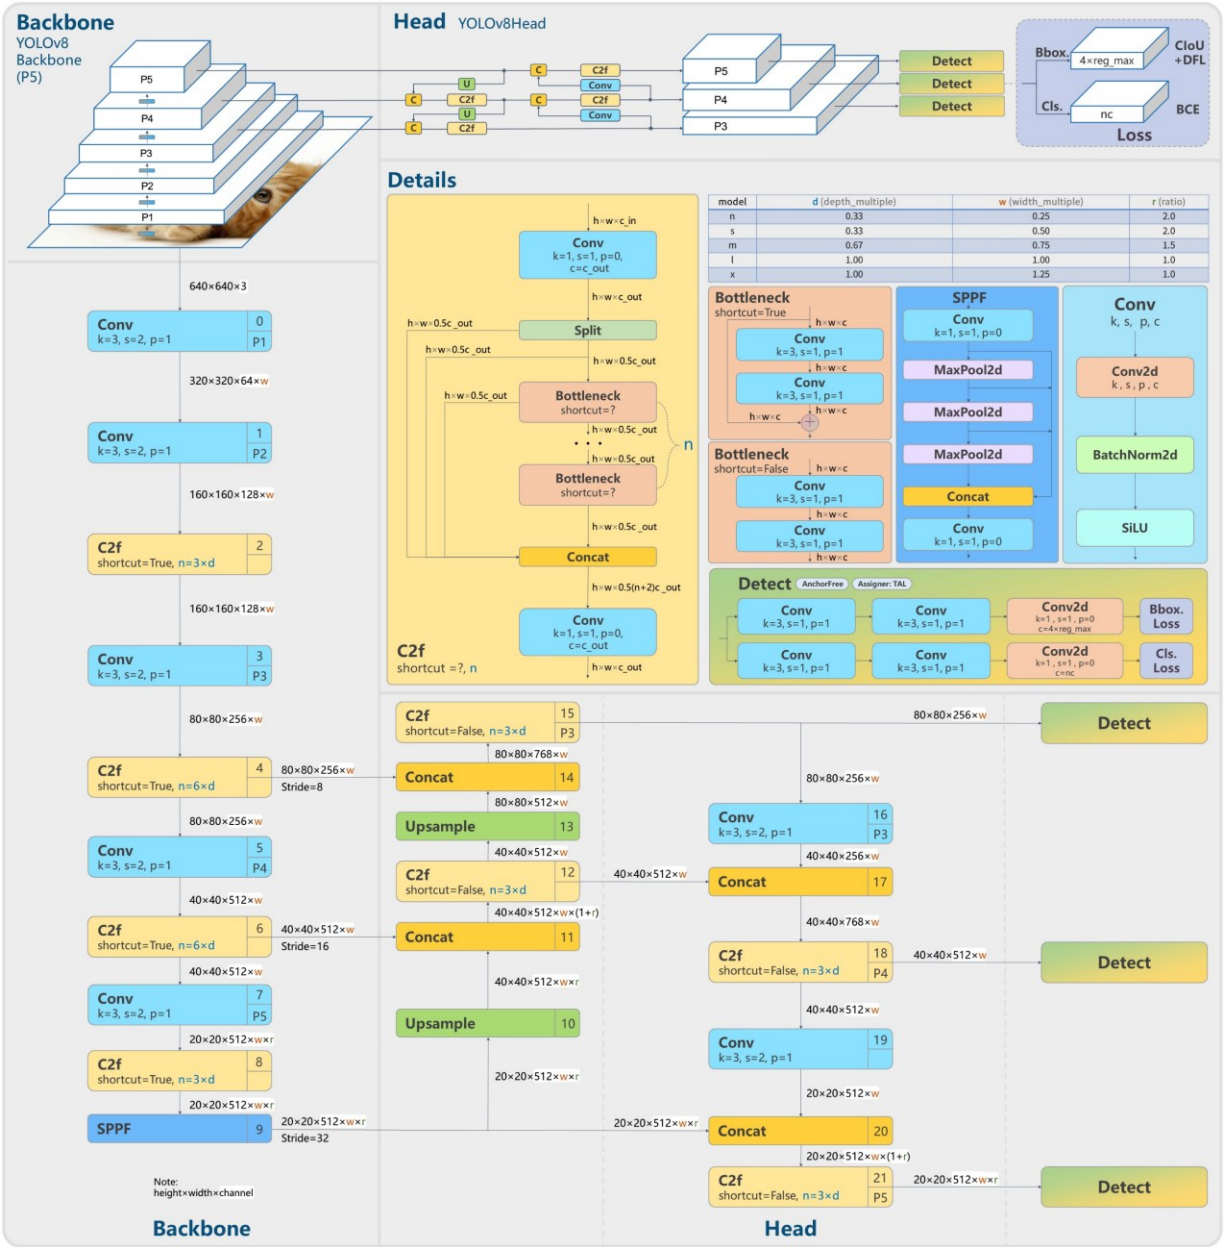 Backbone
YOLOv8
Backbone
(P5)
P5
P4
P3
P2
P1
Head YOLOv8Head
C
C2f
U
Conv
C
C2f
C
C2f
U
Conv
C
C2f
P5
P4
P3
Detect
Detect
Detect
Bbox.
4×reg_max
CIoU
+DFL
Cls.
nc
BCE
Loss
Details
h×w×c_in
Conv
k=1, s=1, p=0,
c=c_out
h×w×c_out
h×w×0.5c_out
Split
h×w×0.5c_out
h×w×0.5c_out
h×w×0.5c_out
Bottleneck
shortcut=?
h×w×0.5c_out
. . .
n
h×w×0.5c_out
Bottleneck
shortcut=?
h×w×0.5c_out
Concat
h×w×0.5(n+2)c_out
Conv
k=1, s=1, p=0,
c=c_out
C2f
shortcut =?, n
h×w×c_out
model d (depth_multiple) w (width_multiple) r (ratio)
n 0.33 0.25 2.0
s 0.33 0.50 2.0
m 0.67 0.75 1.5
l 1.00 1.00 1.0
x 1.00 1.25 1.0
Bottleneck
shortcut=True
h×w×c
Conv
k=3, s=1, p=1
h×w×c
Conv
k=3, s=1, p=1
h×w×c
h×w×c
+
Bottleneck
shortcut=False
h×w×c
Conv
k=3, s=1, p=1
h×w×c
Conv
k=3, s=1, p=1
h×w×c
SPPF
Conv
k=1, s=1, p=0
MaxPool2d
MaxPool2d
MaxPool2d
Concat
Conv
k=1, s=1, p=0
Conv
k, s, p, c
Conv2d
k, s, p, c
BatchNorm2d
SiLU
Detect AnchorFree Assigner: TAL
Conv
k=3, s=1, p=1
Conv
k=3, s=1, p=1
Conv2d
k=1, s=1, p=0
c=4×reg_max
Bbox.
Loss
Conv
k=3, s=1, p=1
Conv
k=3, s=1, p=1
Conv2d
k=1, s=1, p=0
c=nc
Cls.
Loss
640×640×3
Conv
k=3, s=2, p=1
0
P1
320×320×64×w
Conv
k=3, s=2, p=1
1
P2
160×160×128×w
C2f
shortcut=True, n=3×d
2
160×160×128×w
Conv
k=3, s=2, p=1
3
P3
80×80×256×w
C2f
shortcut=True, n=6×d
4
80×80×256×w
Stride=8
80×80×256×w
Conv
k=3, s=2, p=1
5
P4
40×40×512×w
C2f
shortcut=True, n=6×d
6
40×40×512×w
Stride=16
40×40×512×w
Conv
k=3, s=2, p=1
7
P5
20×20×512×w×r
C2f
shortcut=True, n=3×d
8
20×20×512×w×r
SPPF
9
20×20×512×w×r
Stride=32
Note:
height×width×channel
Backbone
C2f
shortcut=False, n=3×d
15
P3
80×80×768×w
Concat
14
80×80×512×w
Upsample
13
40×40×512×w
C2f
shortcut=False, n=3×d
12
40×40×512×w
40×40×512×w×(1+r)
Concat
11
40×40×512×w×r
Upsample
10
20×20×512×w×r
80×80×256×w
Detect
80×80×256×w
Conv
k=3, s=2, p=1
16
P3
40×40×256×w
Concat
17
40×40×768×w
C2f
shortcut=False, n=3×d
18
P4
40×40×512×w
Detect
40×40×512×w
Conv
k=3, s=2, p=1
19
20×20×512×w
20×20×512×w×r
Concat
20
20×20×512×w×(1+r)
C2f
shortcut=False, n=3×d
21
P5
20×20×512×w×r
Detect
Head